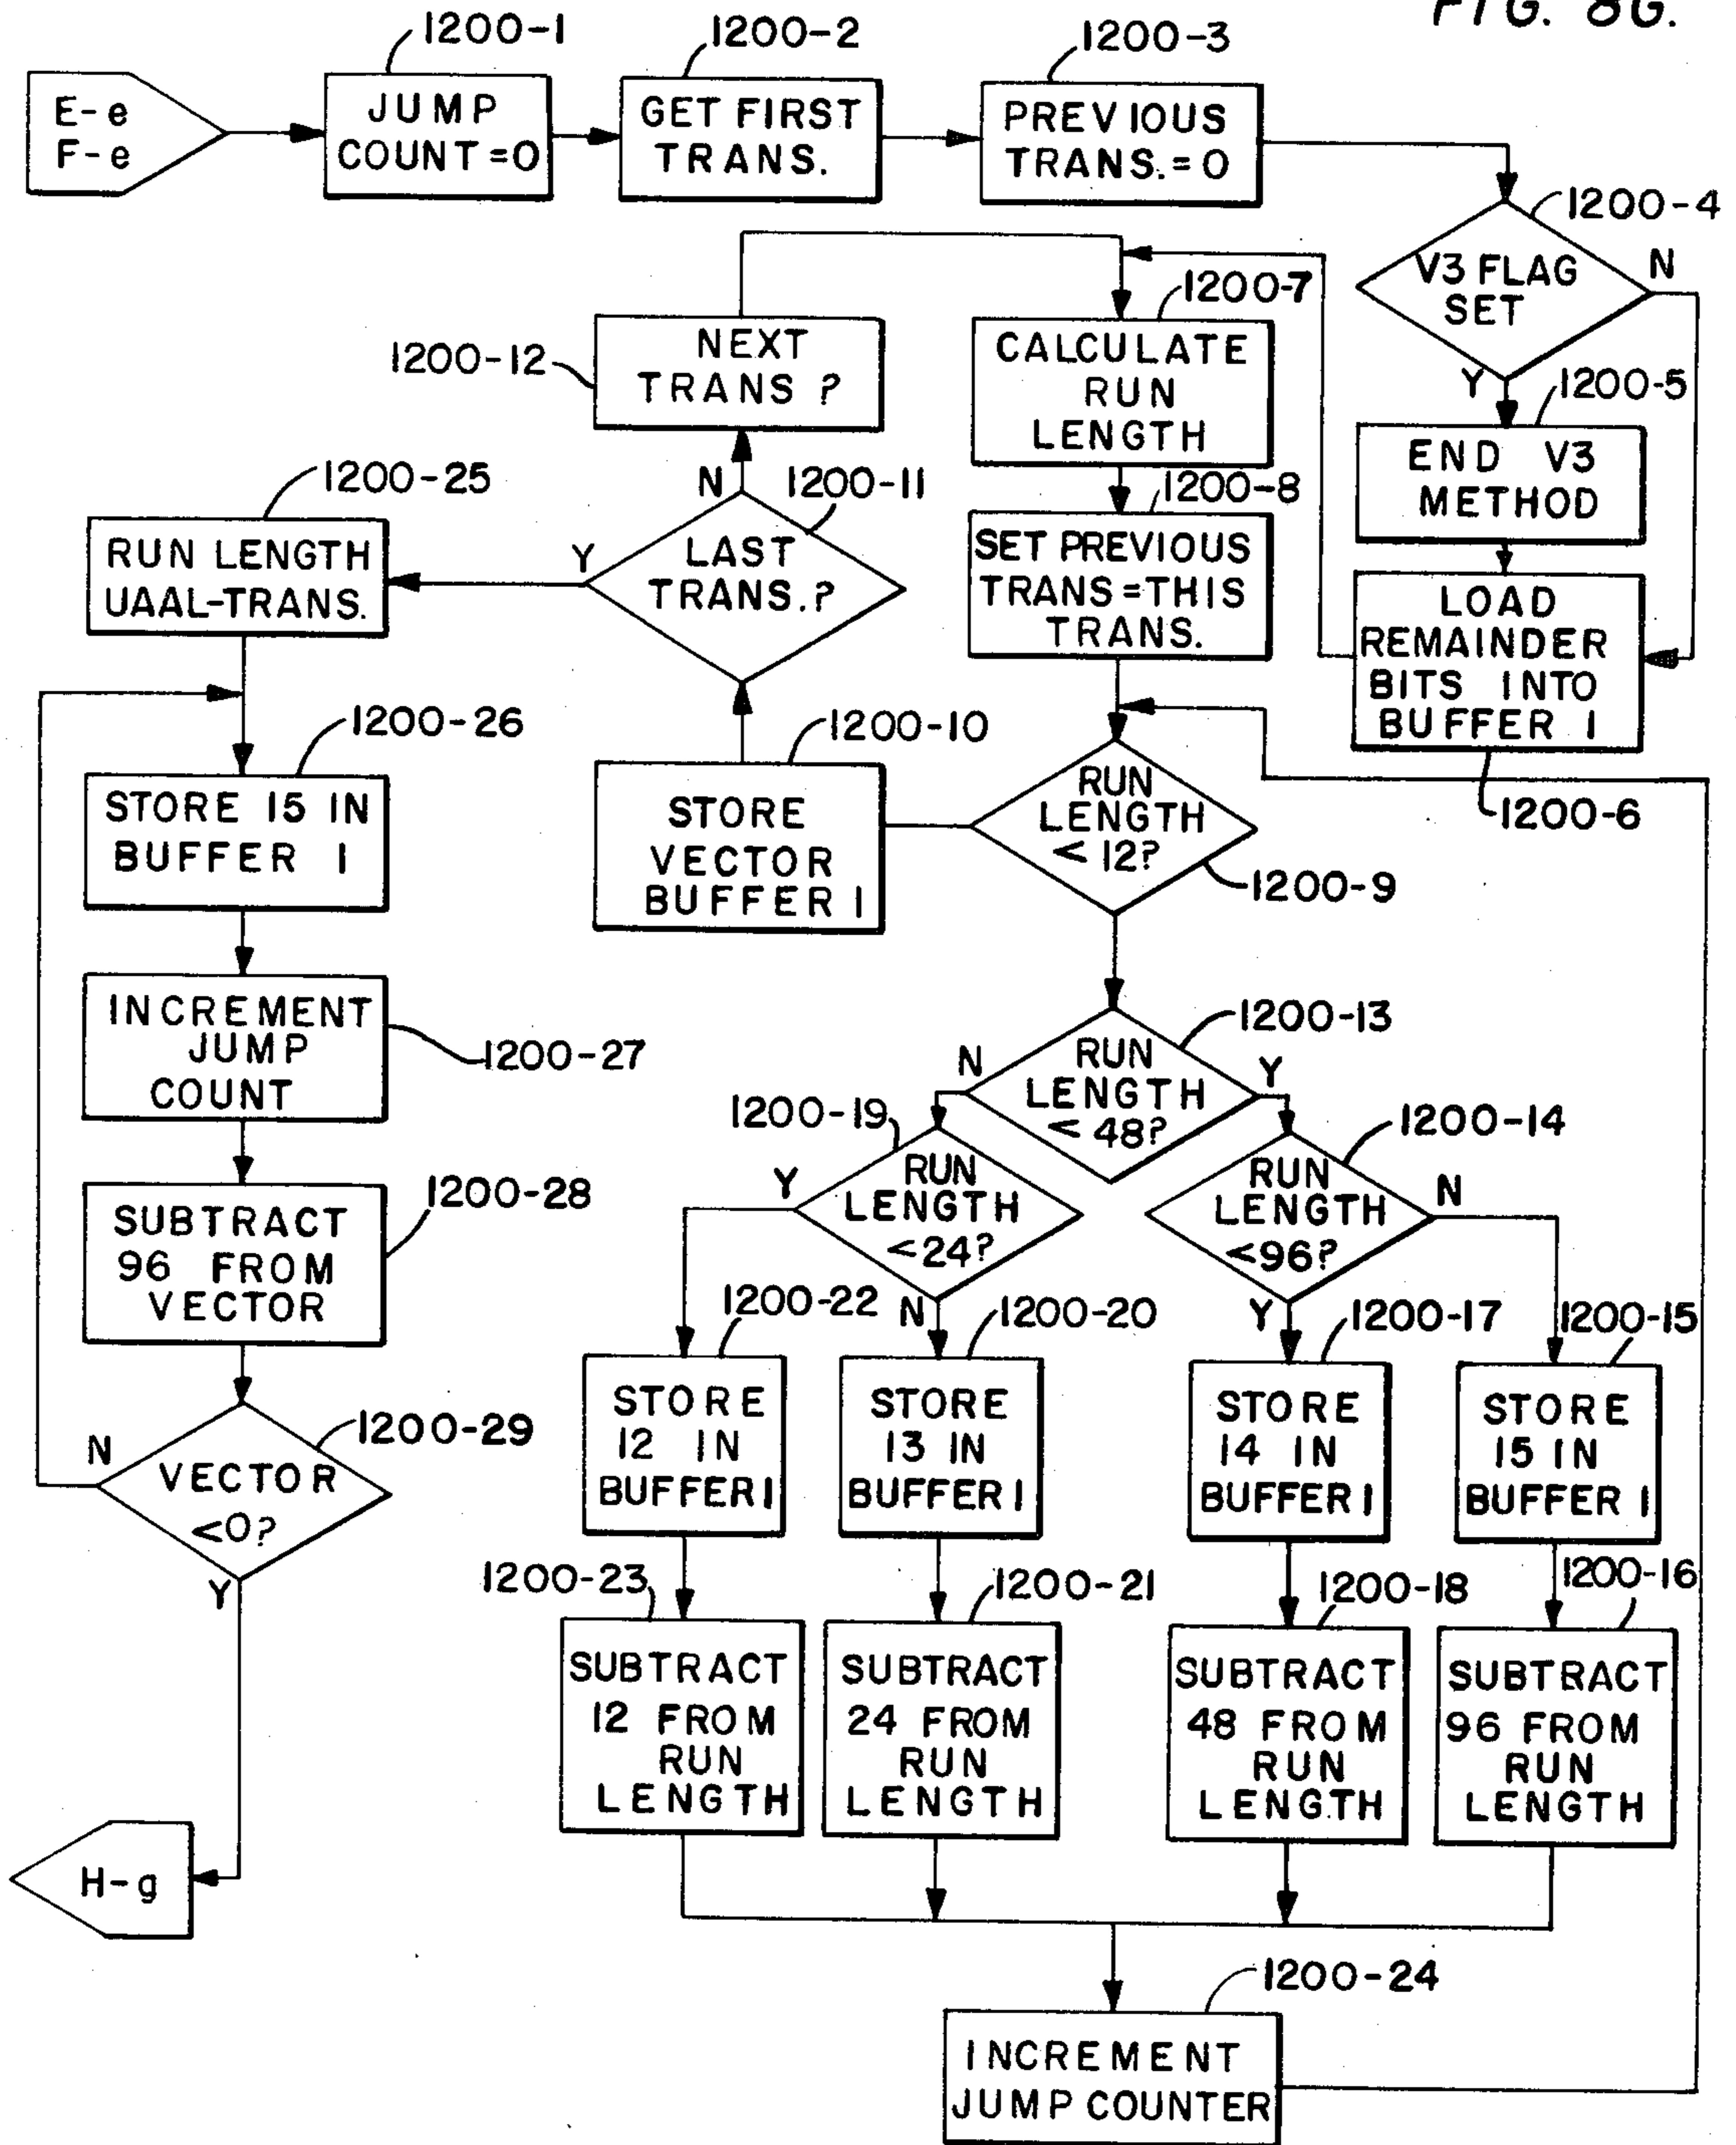 FIG. 8G.
1200-1
1200-2
1200-3
E-e
F-e
JUMP
COUNT=0
GET FIRST
TRANS.
PREVIOUS
TRANS.=0
1200-4
V3 FLAG
SET
N
Y
1200-5
END V3
METHOD
LOAD
REMAINDER
BITS INTO
BUFFER 1
1200-6
1200-7
CALCULATE
RUN
LENGTH
1200-8
SET PREVIOUS
TRANS=THIS
TRANS.
RUN
LENGTH
< 12?
1200-9
1200-10
STORE
VECTOR
BUFFER 1
N
1200-11
LAST
TRANS.?
Y
1200-12
NEXT
TRANS ?
1200-25
RUN LENGTH
UAAL-TRANS.
1200-26
STORE 15 IN
BUFFER 1
INCREMENT
JUMP
COUNT
1200-27
1200-28
SUBTRACT
96 FROM
VECTOR
1200-29
N
VECTOR
<0?
Y
H-g
1200-13
N
RUN
LENGTH
< 48?
Y
1200-19
Y
RUN
LENGTH
<24?
N
1200-14
RUN
LENGTH
<96?
N
Y
1200-22
STORE
12 IN
BUFFER 1
1200-20
STORE
13 IN
BUFFER 1
1200-17
STORE
14 IN
BUFFER 1
1200-15
STORE
15 IN
BUFFER 1
1200-23
SUBTRACT
12 FROM
RUN
LENGTH
1200-21
SUBTRACT
24 FROM
RUN
LENGTH
1200-18
SUBTRACT
48 FROM
RUN
LENGTH
1200-16
SUBTRACT
96 FROM
RUN
LENGTH
1200-24
INCREMENT
JUMP COUNTER